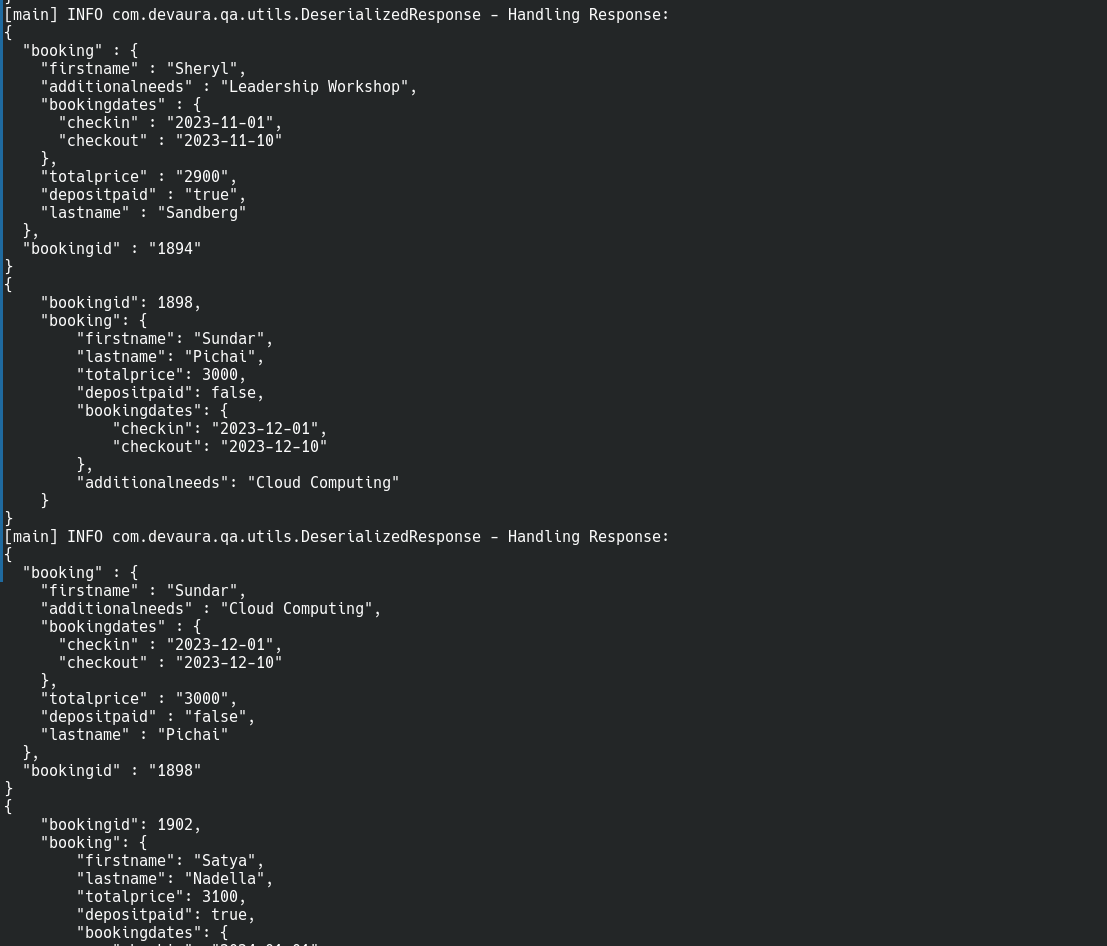 [main] INFO com.devaura.qa.utils.DeserializedResponse - Handling Response:
{
  "booking" : {
    "firstname" : "Sheryl",
    "additionalneeds" : "Leadership Workshop",
    "bookingdates" : {
      "checkin" : "2023-11-01",
      "checkout" : "2023-11-10"
    },
    "totalprice" : "2900",
    "depositpaid" : "true",
    "lastname" : "Sandberg"
  },
  "bookingid" : "1894"
}
{
    "bookingid": 1898,
    "booking": {
        "firstname": "Sundar",
        "lastname": "Pichai",
        "totalprice": 3000,
        "depositpaid": false,
        "bookingdates": {
            "checkin": "2023-12-01",
            "checkout": "2023-12-10"
        },
        "additionalneeds": "Cloud Computing"
    }
}
[main] INFO com.devaura.qa.utils.DeserializedResponse - Handling Response:
{
  "booking" : {
    "firstname" : "Sundar",
    "additionalneeds" : "Cloud Computing",
    "bookingdates" : {
      "checkin" : "2023-12-01",
      "checkout" : "2023-12-10"
    },
    "totalprice" : "3000",
    "depositpaid" : "false",
    "lastname" : "Pichai"
  },
  "bookingid" : "1898"
}
{
    "bookingid": 1902,
    "booking": {
        "firstname": "Satya",
        "lastname": "Nadella",
        "totalprice": 3100,
        "depositpaid": true,
        "bookingdates": {